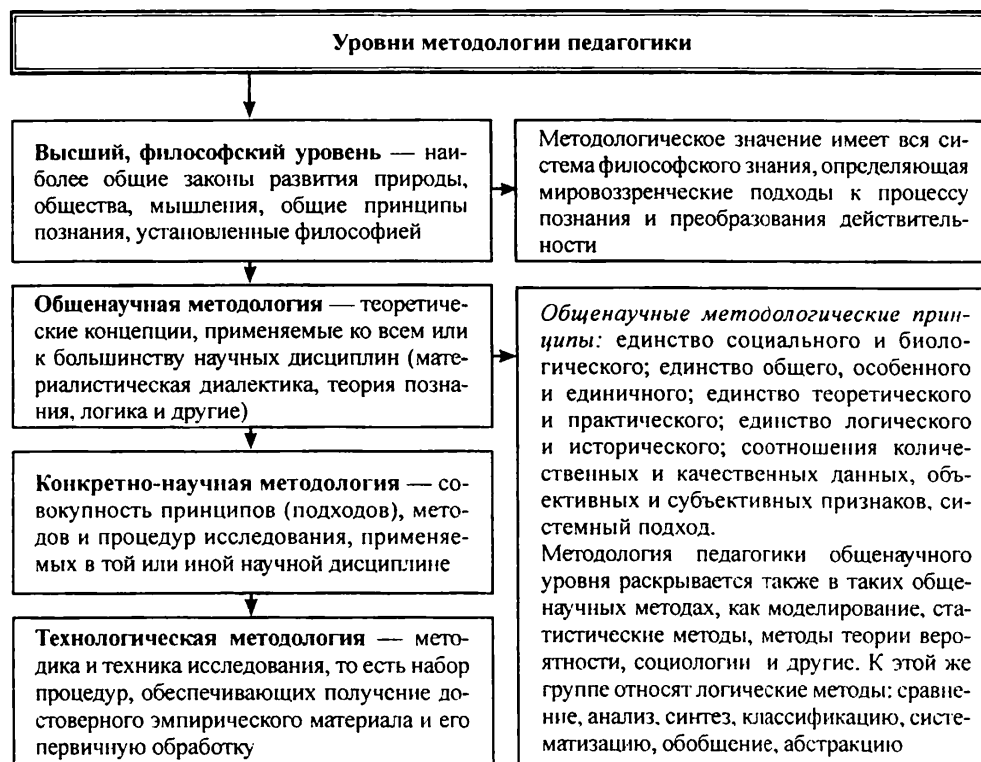 Уровни методологии педагогики
Высший, философский уровень — наи-
более общие законы развития природы,
общества, мышления, общие принципы
познания, установленные философией
Методологическое значение имеет вся си-
стема философского знания, определяющая
мировоззренческие подходы к процессу
познания и преобразования действитель-
ности
Общенаучная методология — теоретиче-
ские концепции, применяемые ко всем или
к большинству научных дисциплин (мате-
риалистическая диалектика, теория позна-
ния, логика и другие)
Общенаучные методологические прин-
ципы: единство социального и биоло-
гического; единство общего, особенного
и единичного; единство теоретического
и практического; единство логического
и исторического; соотношения количе-
ственных и качественных данных, объ-
ективных и субъективных признаков, си-
стемный подход.
Методология педагогики общенаучного
уровня раскрывается также в таких обще-
научных методах, как моделирование, ста-
тистические методы, методы теории веро-
ятности, социологии и другис. К этой же
группе относят логические методы: сравне-
ние, анализ, синтез, классификацию, систе-
матизацию, обобщение, абстракцию
Конкретно-научная методология — со-
вокупность принципов (подходов), мето-
дов и процедур исследования, применяе-
мых в той или иной научной дисциплине
Технологическая методология — мето-
дика и техника исследования, то есть набор
процедур, обеспечивающих получение до-
стоверного эмпирического материала и его
первичную обработку